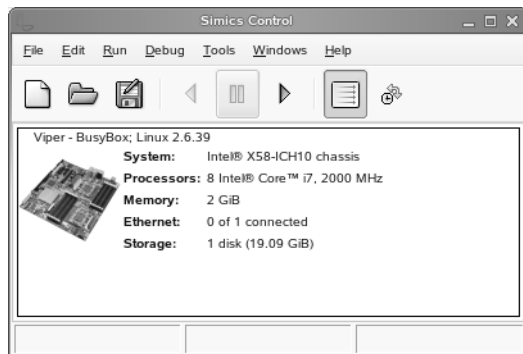 Simics Control
File Edit Run Debug Tools Windows Help
Viper - BusyBox; Linux 2.6.39
System: Intel® X58-ICH10 chassis
Processors: 8 Intel® Core™ i7, 2000 MHz
Memory: 2 GiB
Ethernet: 0 of 1 connected
Storage: 1 disk (19.09 GiB)